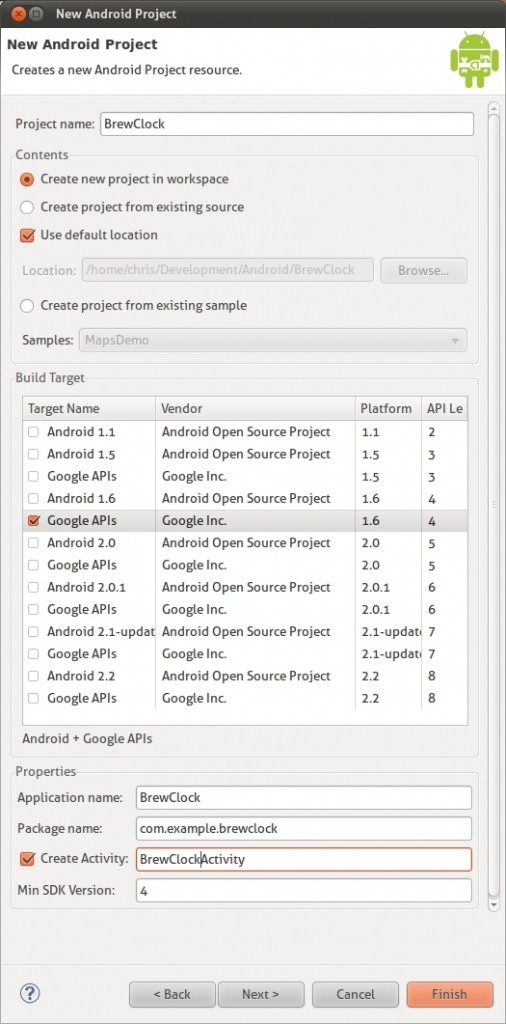 New Android Project
New Android Project
Creates a new Android Project resource.
Project name: BrewClock
Contents
Create new project in workspace
Create project from existing source
Use default location
Location: /home/chris/Development/Android/BrewClock Browse...
Create project from existing sample
Samples: MapsDemo
Build Target
Target Name Vendor Platform API Le
Android 1.1 Android Open Source Project 1.1 2
Android 1.5 Android Open Source Project 1.5 3
Google APIs Google Inc. 1.5 3
Android 1.6 Android Open Source Project 1.6 4
Google APIs Google Inc. 1.6 4
Android 2.0 Android Open Source Project 2.0 5
Google APIs Google Inc. 2.0 5
Android 2.0.1 Android Open Source Project 2.0.1 6
Google APIs Google Inc. 2.0.1 6
Android 2.1-updat Android Open Source Project 2.1-updat 7
Google APIs Google Inc. 2.1-updat 7
Android 2.2 Android Open Source Project 2.2 8
Google APIs Google Inc. 2.2 8
Android + Google APIs
Properties
Application name: BrewClock
Package name: com.example.brewclock
Create Activity: BrewClockActivity
Min SDK Version: 4
? < Back Next > Cancel Finish